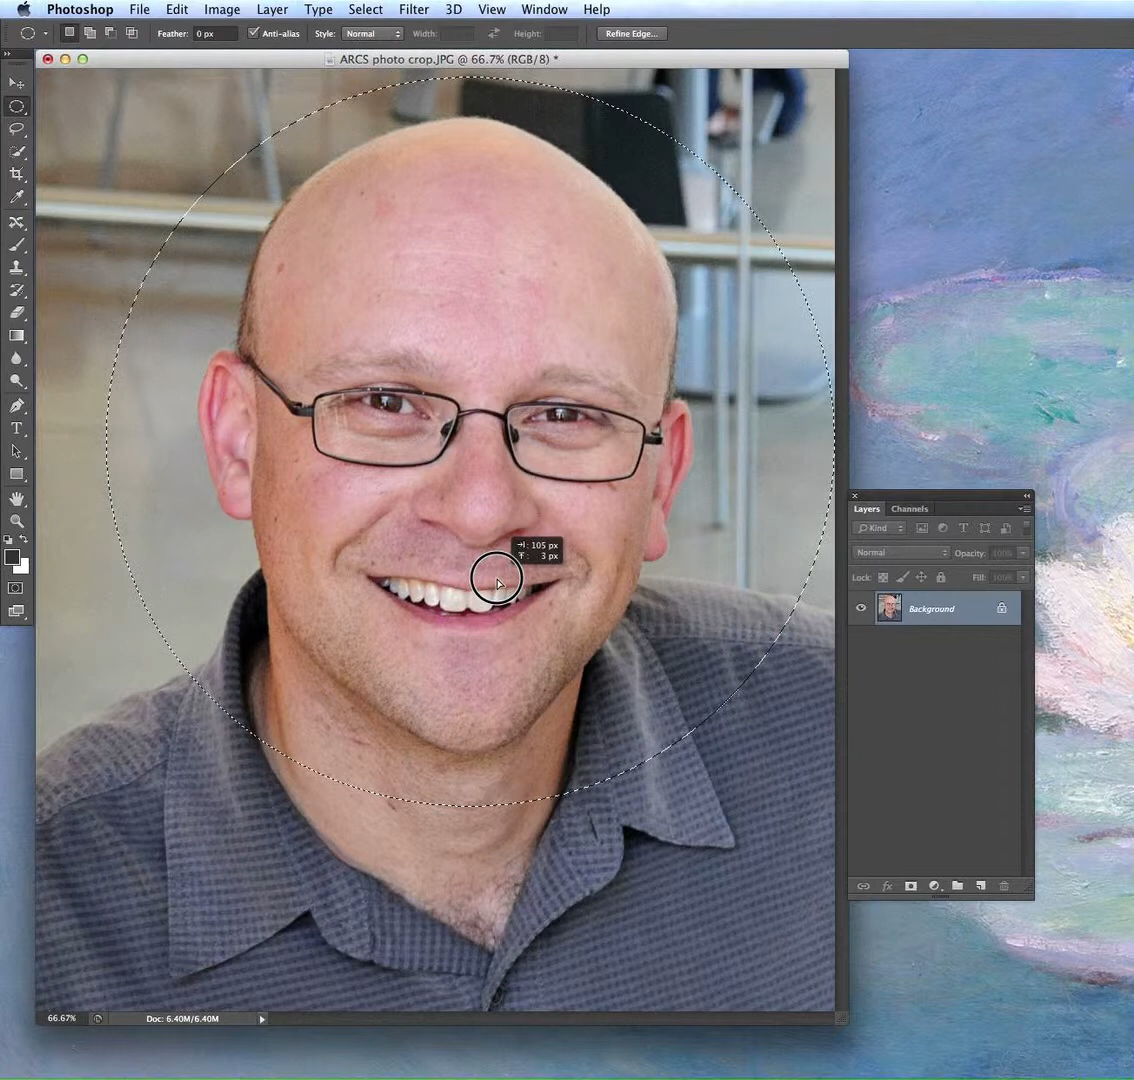 Photoshop File Edit Image Layer Type Select Filter 3D View Window Help
Feather: 0 px Anti-alias Style: Normal Width: Height: Refine Edge...
ARCS photo crop.JPG @ 66.7% (RGB/8) *
: 105 px
: 3 px
Layers Channels
Kind
Normal Opacity: 100%
Lock: Fill: 100%
Background
66.67% Doc: 6.40M/6.40M